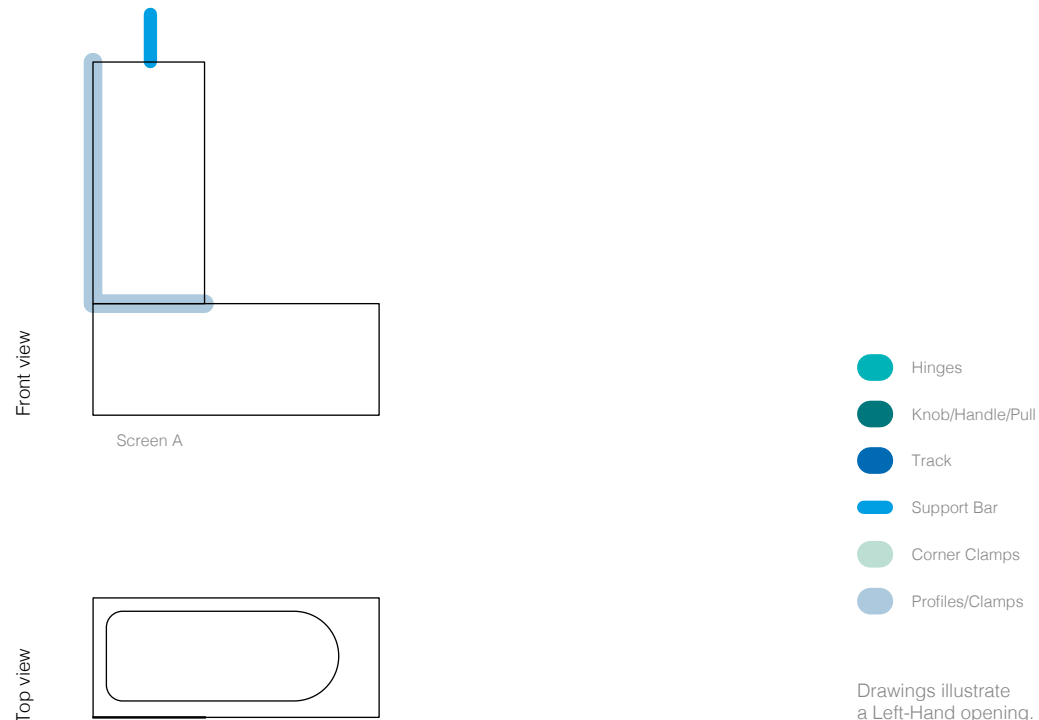 Front view
Screen A
Top view
Hinges
Knob/Handle/Pull
Track
Support Bar
Corner Clamps
Profiles/Clamps
Drawings illustrate
a Left-Hand opening.